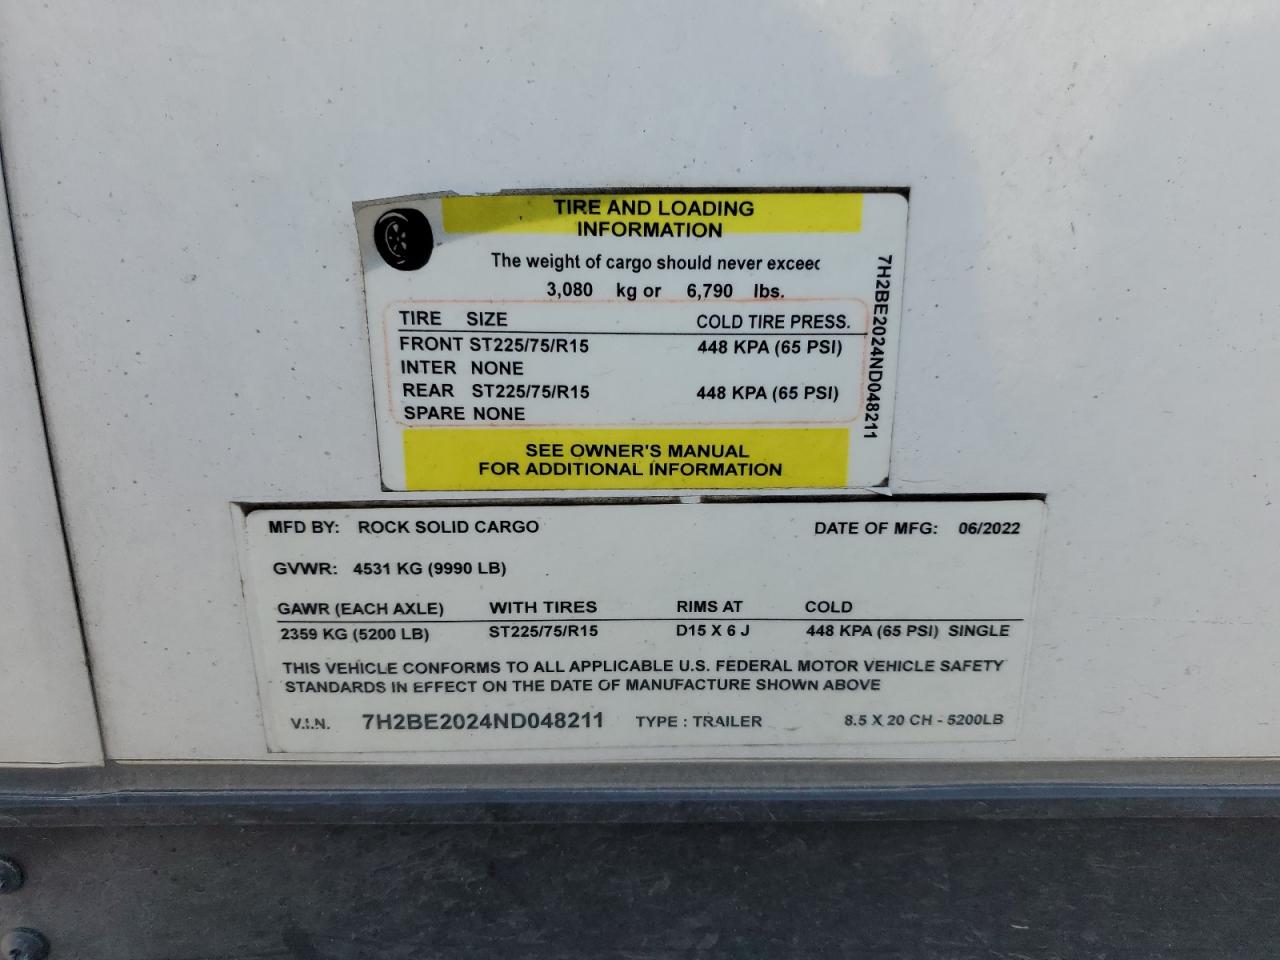 TIRE AND LOADING
INFORMATION
The weight of cargo should never exceed
3,080 kg or 6,790 lbs.
TIRE SIZE COLD TIRE PRESS.
FRONT ST225/75/R15 448 KPA (65 PSI)
INTER NONE
REAR ST225/75/R15 448 KPA (65 PSI)
SPARE NONE
SEE OWNER'S MANUAL
FOR ADDITIONAL INFORMATION
7H2BE2024ND048211
MFD BY: ROCK SOLID CARGO DATE OF MFG: 06/2022
GVWR: 4531 KG (9990 LB)
GAWR (EACH AXLE) WITH TIRES RIMS AT COLD
2359 KG (5200 LB) ST225/75/R15 D15 X 6 J 448 KPA (65 PSI) SINGLE
THIS VEHICLE CONFORMS TO ALL APPLICABLE U.S. FEDERAL MOTOR VEHICLE SAFETY
STANDARDS IN EFFECT ON THE DATE OF MANUFACTURE SHOWN ABOVE
V.I.N. 7H2BE2024ND048211 TYPE : TRAILER 8.5 X 20 CH - 5200LB